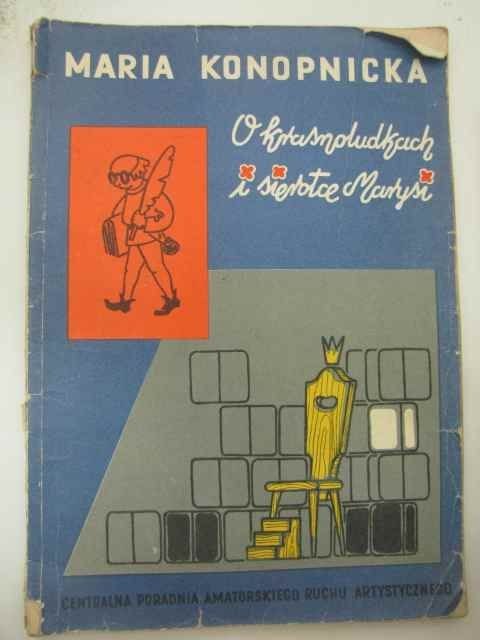 MARIA KONOPNICKA
O krasnoludkach
i sierotce Marysi
CENTRALNA PORADNIA AMATORSKIEGO RUCHU ARTYSTYCZNEGO